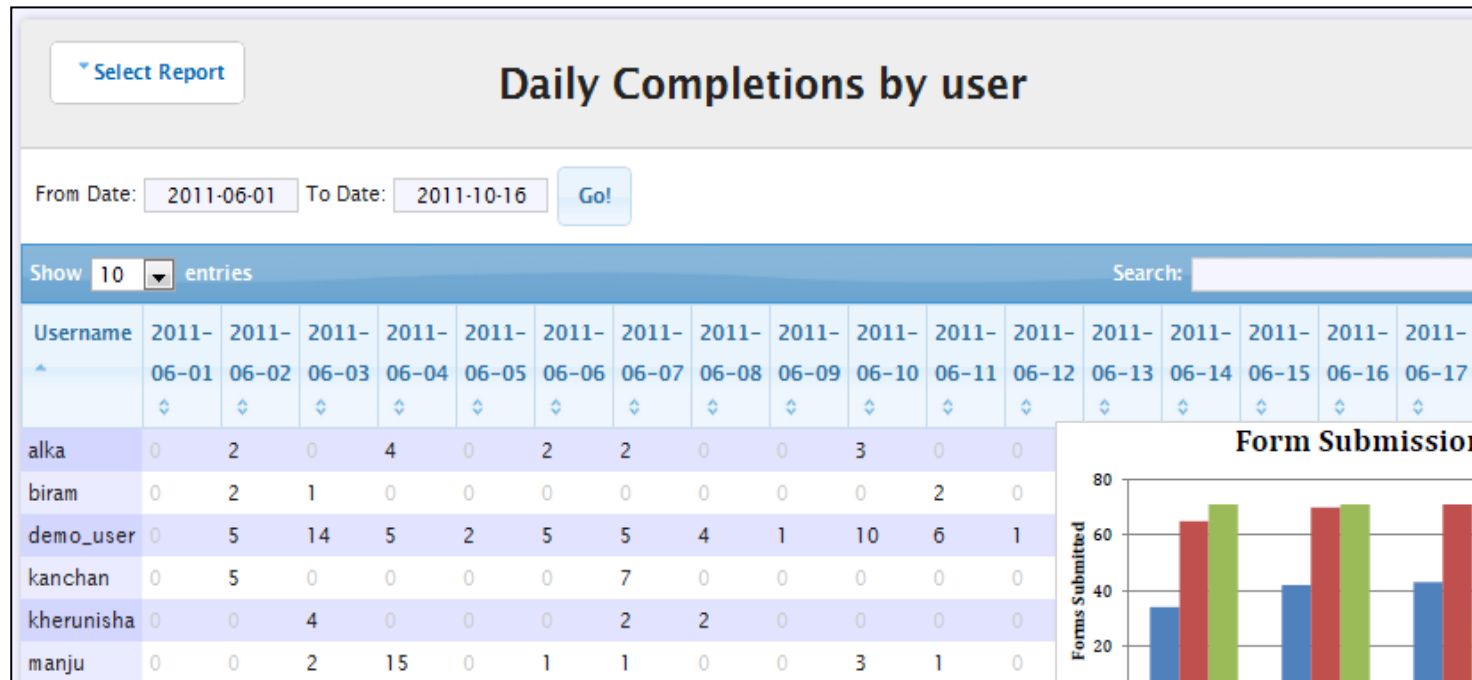 Select Report
Daily Completions by user
From Date: 2011-06-01 To Date: 2011-10-16 Go!
Show 10 entries Search:
Username 2011- 2011- 2011- 2011- 2011- 2011- 2011- 2011- 2011- 2011- 2011- 2011- 2011- 2011- 2011- 2011- 2011-
06-01 06-02 06-03 06-04 06-05 06-06 06-07 06-08 06-09 06-10 06-11 06-12 06-13 06-14 06-15 06-16 06-17
alka 0 2 0 4 0 2 2 0 0 3 0 0
biram 0 2 1 0 0 0 0 0 0 0 2 0
demo_user 0 5 14 5 2 5 5 4 1 10 6 1
kanchan 0 5 0 0 0 0 7 0 0 0 0 0
kherunisha 0 0 4 0 0 0 2 2 0 0 0 0
manju 0 0 2 15 0 1 1 0 0 3 1 0
Form Submission
80
60
40
20
Forms Submitted